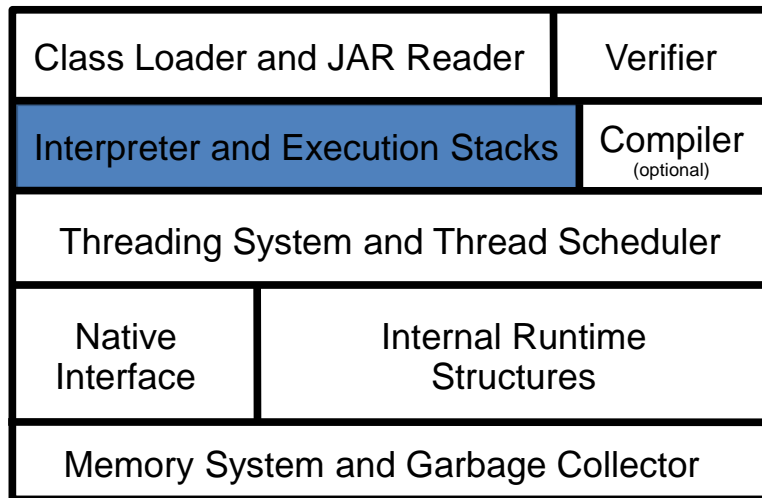 Class Loader and JAR Reader
Verifier
Interpreter and Execution Stacks
Compiler
(optional)
Threading System and Thread Scheduler
Native
Interface
Internal Runtime
Structures
Memory System and Garbage Collector